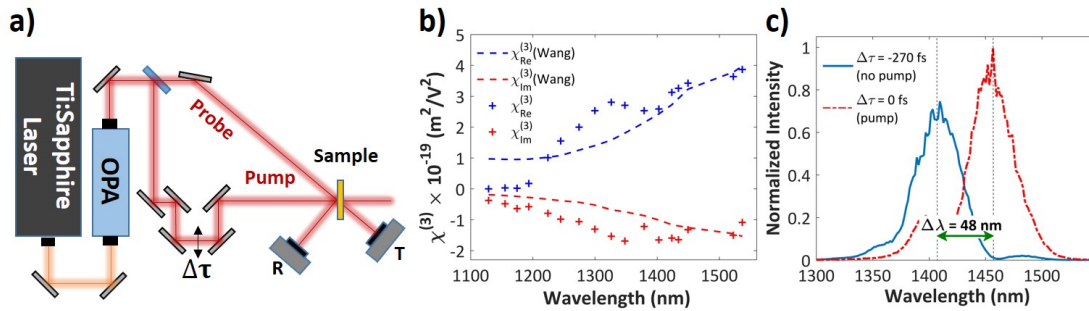 a)
Ti:Sapphire
Laser
OPA
Probe
Pump
Sample
Δτ
R
T
b)
χ(3) × 10-19 (m2/V2)
5
4
3
2
1
0
-1
-2
χ(3)Re(Wang)
χ(3)Im(Wang)
χ(3)Re
χ(3)Im
1100 1200 1300 1400 1500
Wavelength (nm)
c)
Normalized Intensity
1
0.8
0.6
0.4
0.2
0
Δτ = -270 fs
(no pump)
Δτ = 0 fs
(pump)
Δλ = 48 nm
1300 1400 1450 1500
Wavelength (nm)